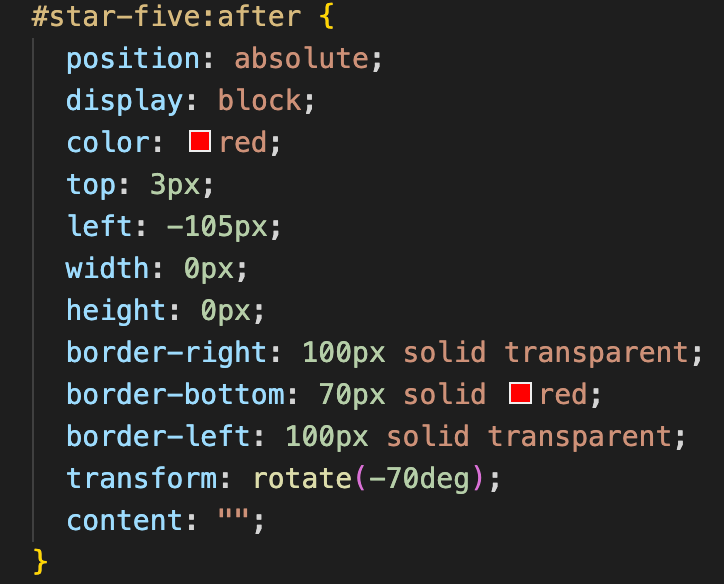 #star-five:after {
position: absolute;
display: block;
color: red;
top: 3px;
left: -105px;
width: 0px;
height: 0px;
border-right: 100px solid transparent;
border-bottom: 70px solid red;
border-left: 100px solid transparent;
transform: rotate(-70deg);
content: "";
}